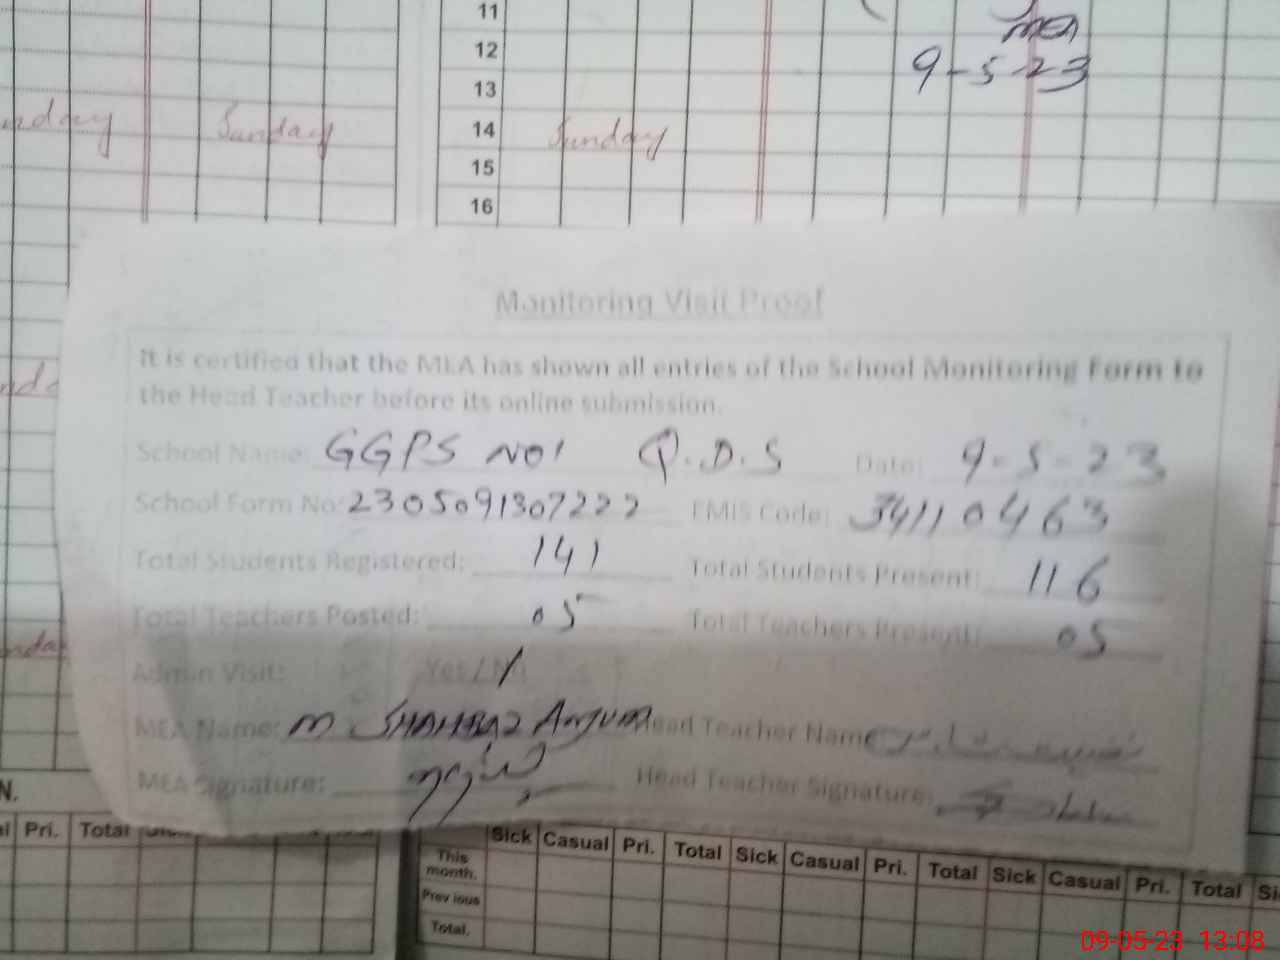 11
12
13
14
15
16
MEA
9-5-23
nday Sunday Sunday
Monitoring Visit Proof
It is certified that the MEA has shown all entries of the School Monitoring Form to
the Head Teacher before its online submission.
School Name: GGPS NO1 Q.D.S Date: 9-5-23
School Form No: 2305091307222 EMIS Code: 34110463
Total Students Registered: 141 Total Students Present: 116
Total Teachers Posted: 05 Total Teachers Present: 05
Admin Visit: Yes / No
MEA Name: M. SHAHBAZ ANJUM Head Teacher Name
MEA Signature: Head Teacher Signature:
N.
Pri. Total
Sick Casual Pri. Total Sick Casual Pri. Total Sick Casual Pri. Total Si
This
month.
Prev ious
Total.
09-05-23 13:08